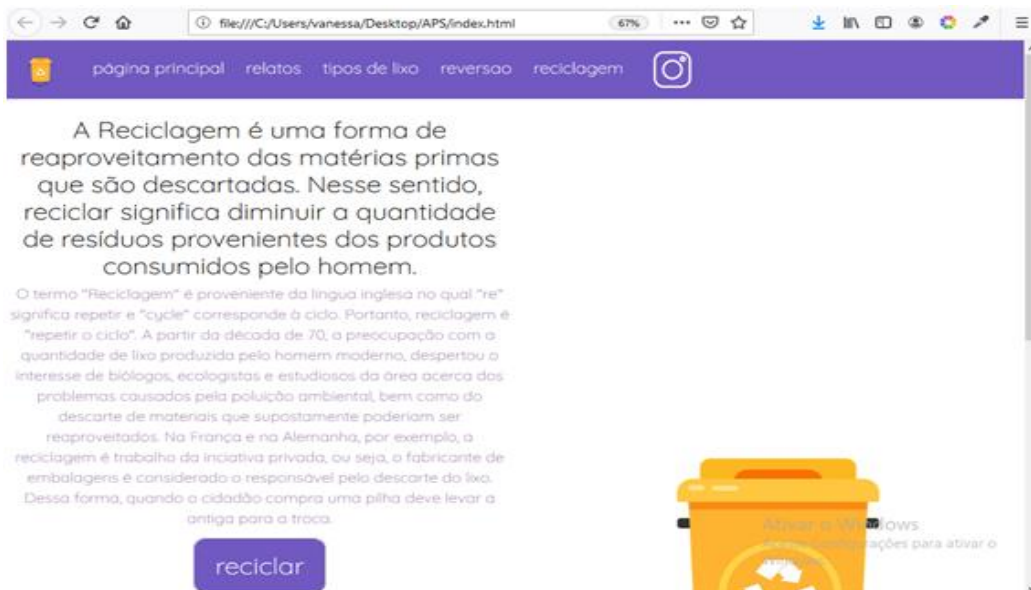 file:///C:/Users/vanessa/Desktop/APS/index.html 67%
página principal relatos tipos de lixo reversao reciclagem
A Reciclagem é uma forma de
reaproveitamento das matérias primas
que são descartadas. Nesse sentido,
reciclar significa diminuir a quantidade
de resíduos provenientes dos produtos
consumidos pelo homem.
O termo "Reciclagem" é proveniente da língua inglesa no qual "re"
significa repetir e "cycle" corresponde à ciclo. Portanto, reciclagem é
"repetir o ciclo". A partir da década de 70, a preocupação com a
quantidade de lixo produzida pelo homem moderno, despertou o
interesse de biólogos, ecologistas e estudiosos da área acerca dos
problemas causados pela poluição ambiental, bem como do
descarte de materiais que supostamente poderiam ser
reaproveitados. Na França e na Alemanha, por exemplo, a
reciclagem é trabalho da inciativa privada, ou seja, o fabricante de
embalagens é considerado o responsável pelo descarte do lixo.
Dessa forma, quando o cidadão compra uma pilha deve levar a
antiga para a troca.
reciclar
Ativar o Windows
para ativar o